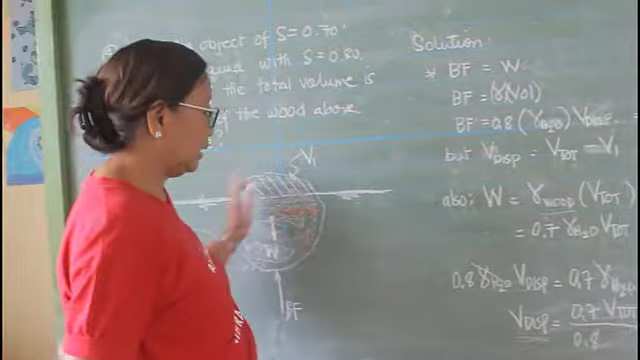 object of S=0.70
with S=0.80.
the total volume is
of the wood above
V₁
W
BF
Solution:
* BF = W
BF = (γVol)
BF = 0.8 (γH₂O) VDISP.
but VDISP = VTOT - V₁
also: W = γWOOD (VTOT)
= 0.7 γH₂O VTOT
0.8 γH₂O VDISP = 0.7 γH₂O
VDISP = 0.7 VTOT
0.8